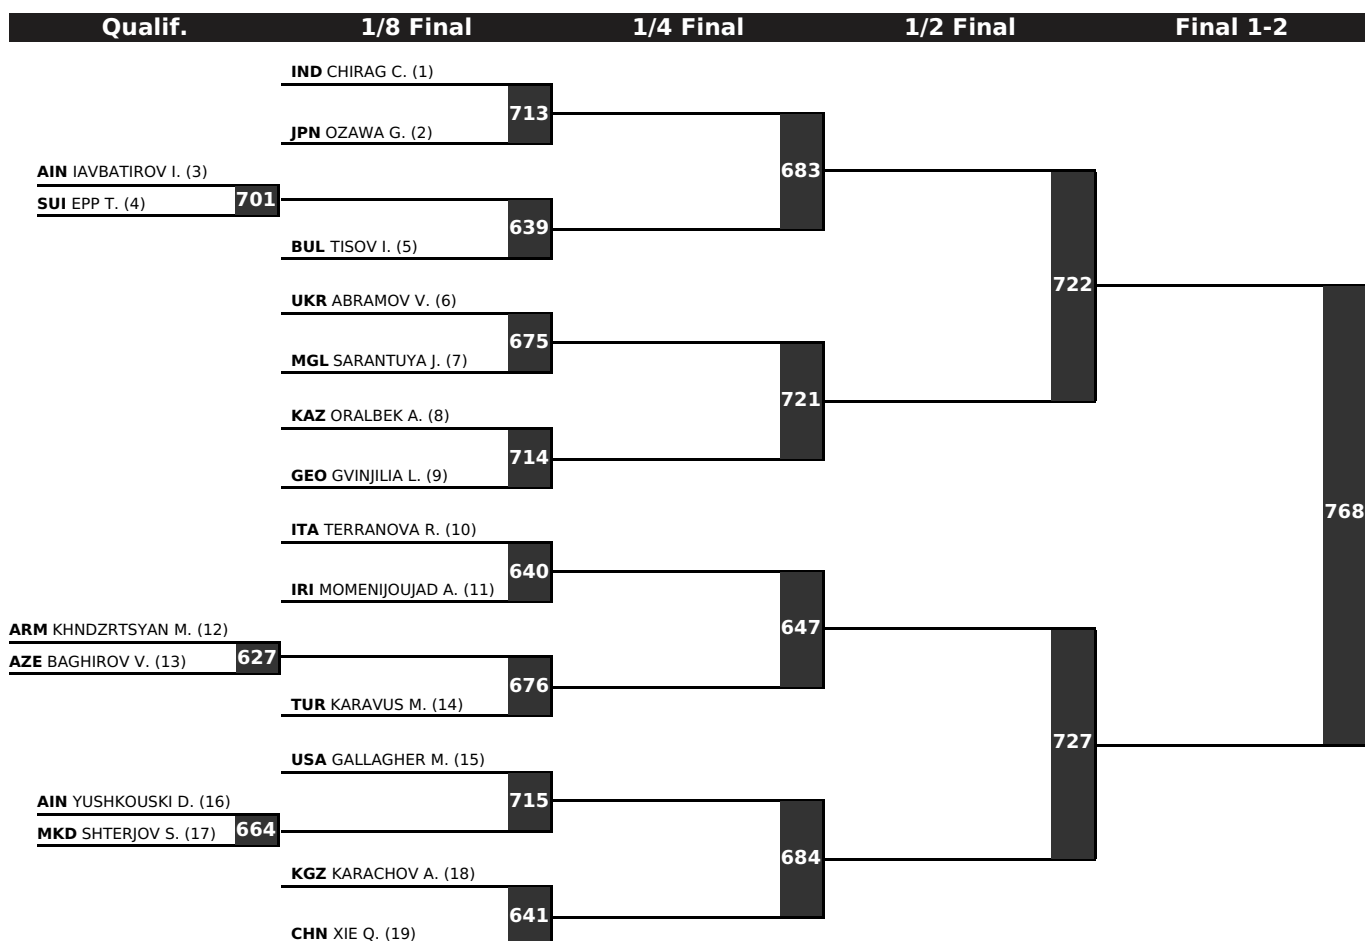 Qualif. 1/8 Final 1/4 Final 1/2 Final Final 1-2
IND CHIRAG C. (1)
713
JPN OZAWA G. (2)
683
AIN IAVBATIROV I. (3)
701
SUI EPP T. (4)
639
BUL TISOV I. (5)
722
UKR ABRAMOV V. (6)
675
MGL SARANTUYA J. (7)
721
KAZ ORALBEK A. (8)
714
GEO GVINJILIA L. (9)
768
ITA TERRANOVA R. (10)
640
IRI MOMENIJOUJAD A. (11)
647
ARM KHNDZRTSYAN M. (12)
627
AZE BAGHIROV V. (13)
676
TUR KARAVUS M. (14)
727
USA GALLAGHER M. (15)
715
AIN YUSHKOUSKI D. (16)
664
MKD SHTERJOV S. (17)
684
KGZ KARACHOV A. (18)
641
CHN XIE Q. (19)